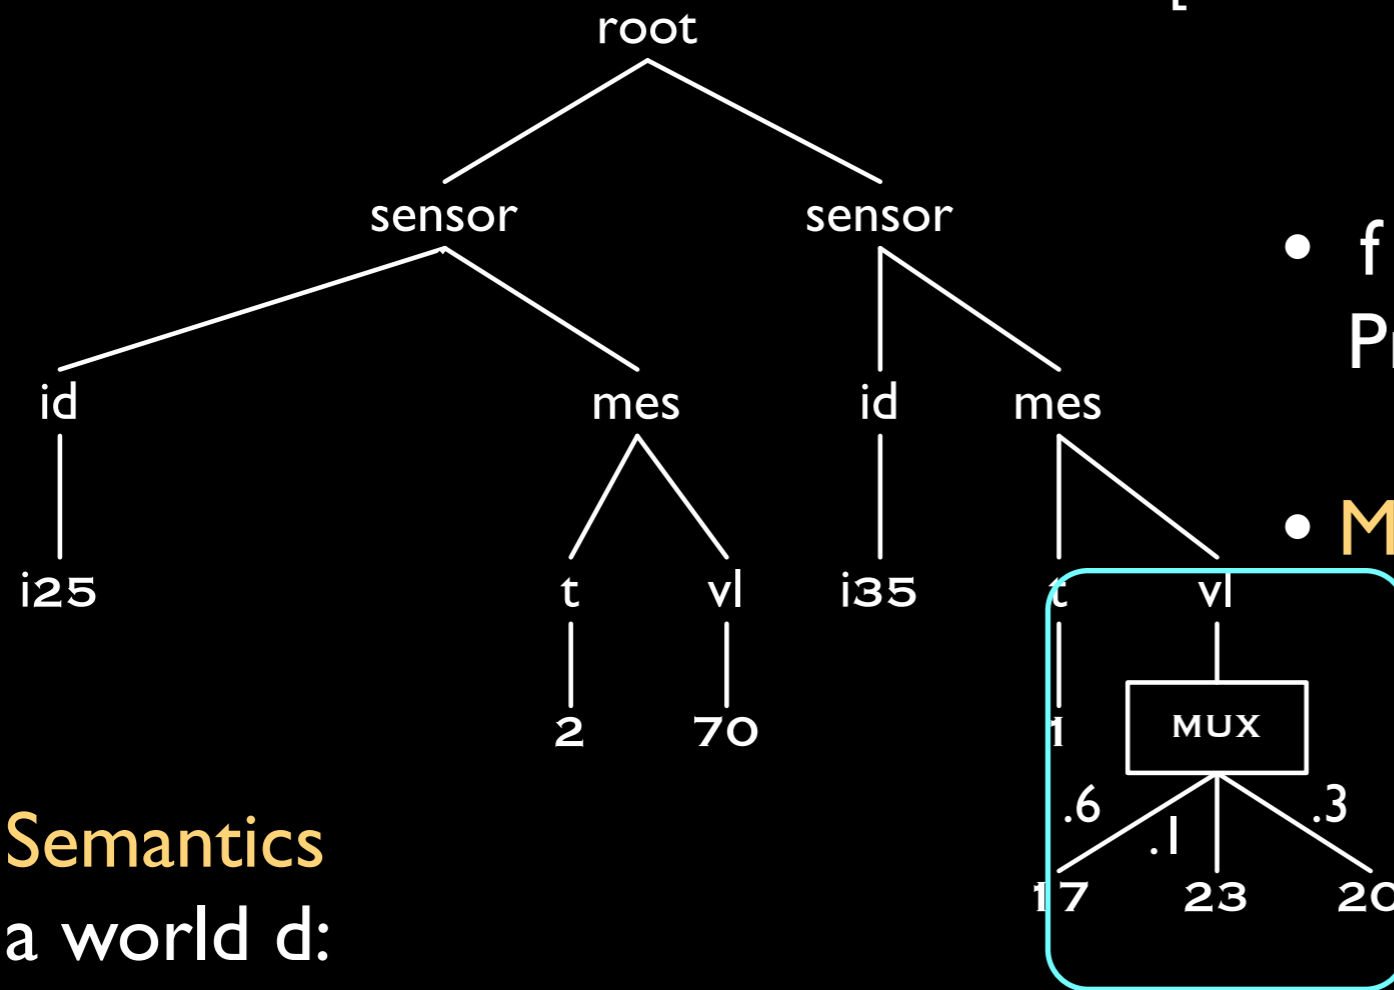 root
sensor sensor
• f
id mes id mes
• M
i25 t vl i35 t vl
2 70 1 MUX
.6 .1 .3
17 23 20
Semantics
a world d: